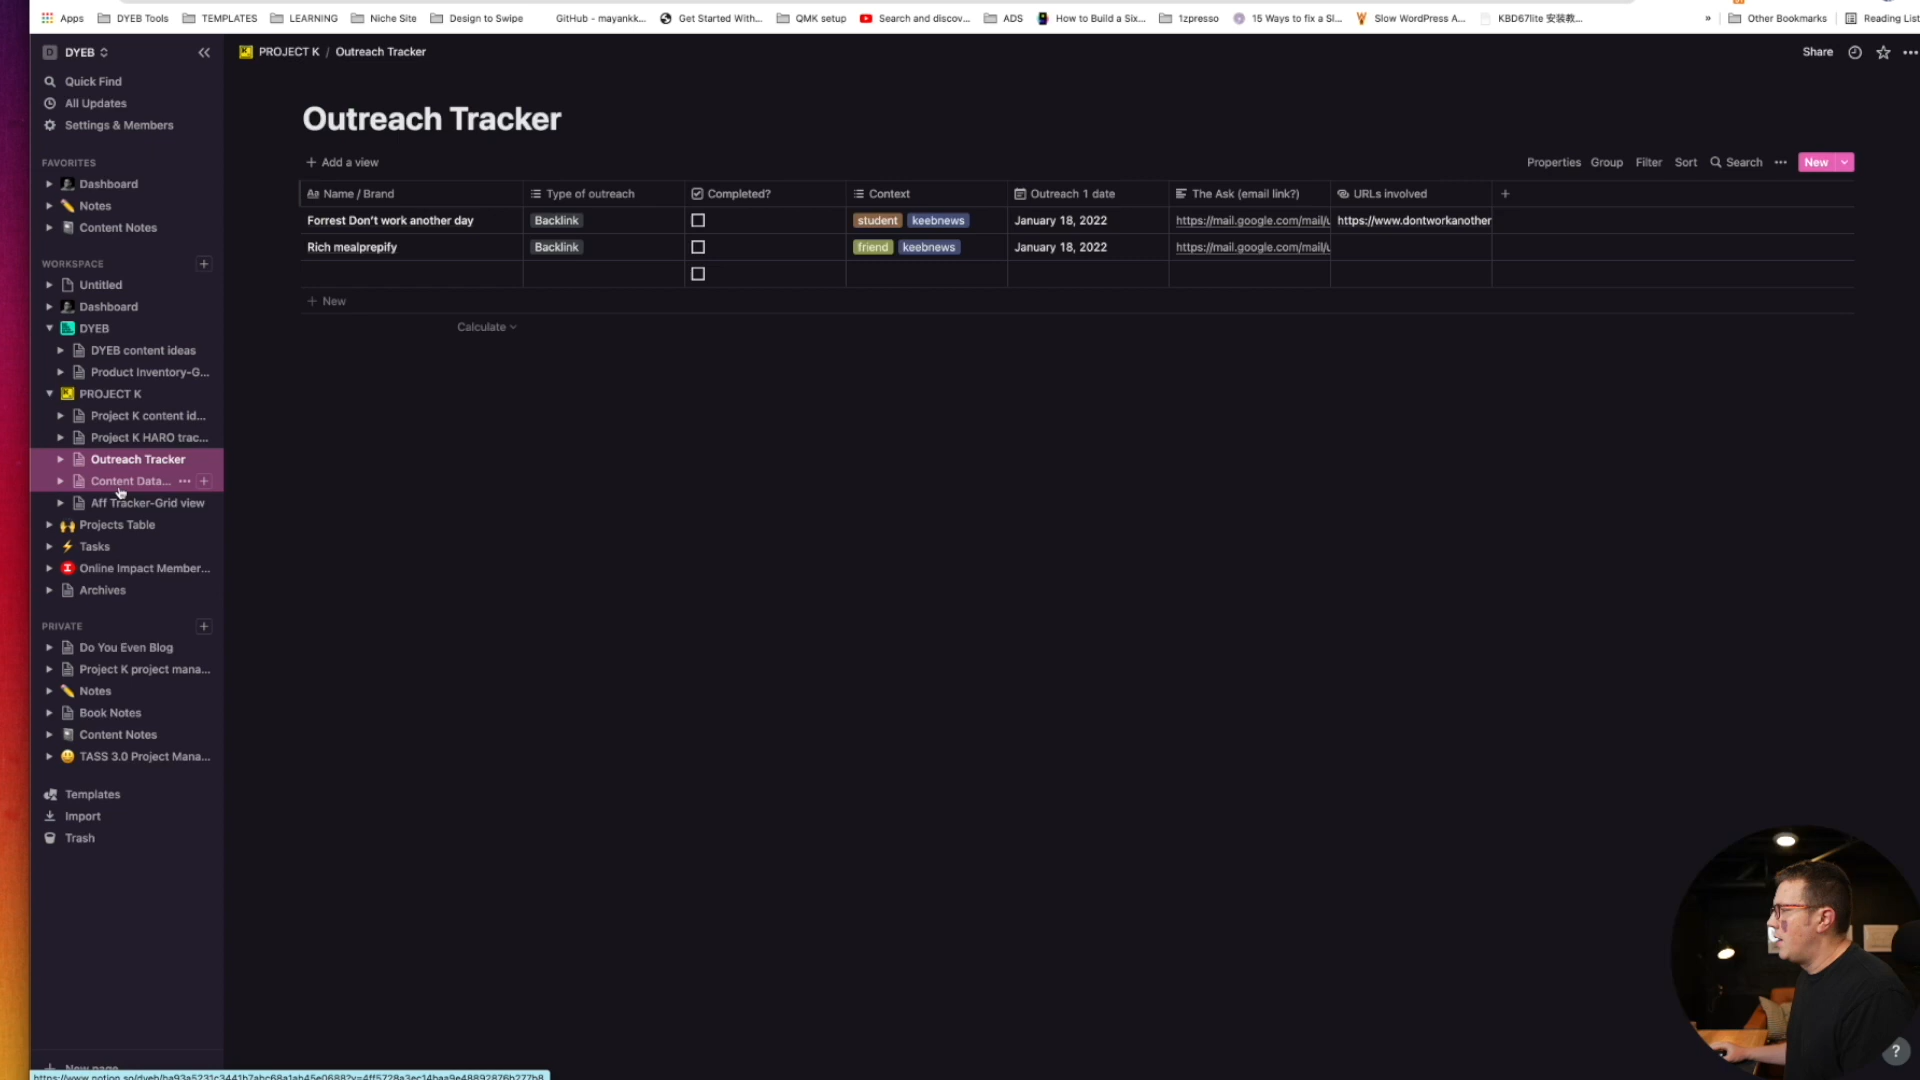 Apps DYEB Tools TEMPLATES LEARNING Niche Site Design to Swipe GitHub - mayankk... Get Started With... QMK setup Search and discov... ADS How to Build a Six... 1zpresso 15 Ways to fix a Sl... Slow WordPress A... KBD67lite 安裝教... » Other Bookmarks Reading List
DYEB
PROJECT K / Outreach Tracker
Share
Quick Find
All Updates
Settings & Members
FAVORITES
Dashboard
Notes
Content Notes
WORKSPACE
Untitled
Dashboard
DYEB
DYEB content ideas
Product Inventory-G...
PROJECT K
Project K content id...
Project K HARO trac...
Outreach Tracker
Content Data...
Aff Tracker-Grid view
Projects Table
Tasks
Online Impact Member...
Archives
PRIVATE
Do You Even Blog
Project K project mana...
Notes
Book Notes
Content Notes
TASS 3.0 Project Mana...
Templates
Import
Trash
Outreach Tracker
+ Add a view
Properties Group Filter Sort Search ••• New
Aa Name / Brand Type of outreach Completed? Context Outreach 1 date The Ask (email link?) URLs involved +
Forrest Don't work another day Backlink student keebnews January 18, 2022 https://mail.google.com/mail/u https://www.dontworkanother
Rich mealprepify Backlink friend keebnews January 18, 2022 https://mail.google.com/mail/u
+ New
Calculate
?